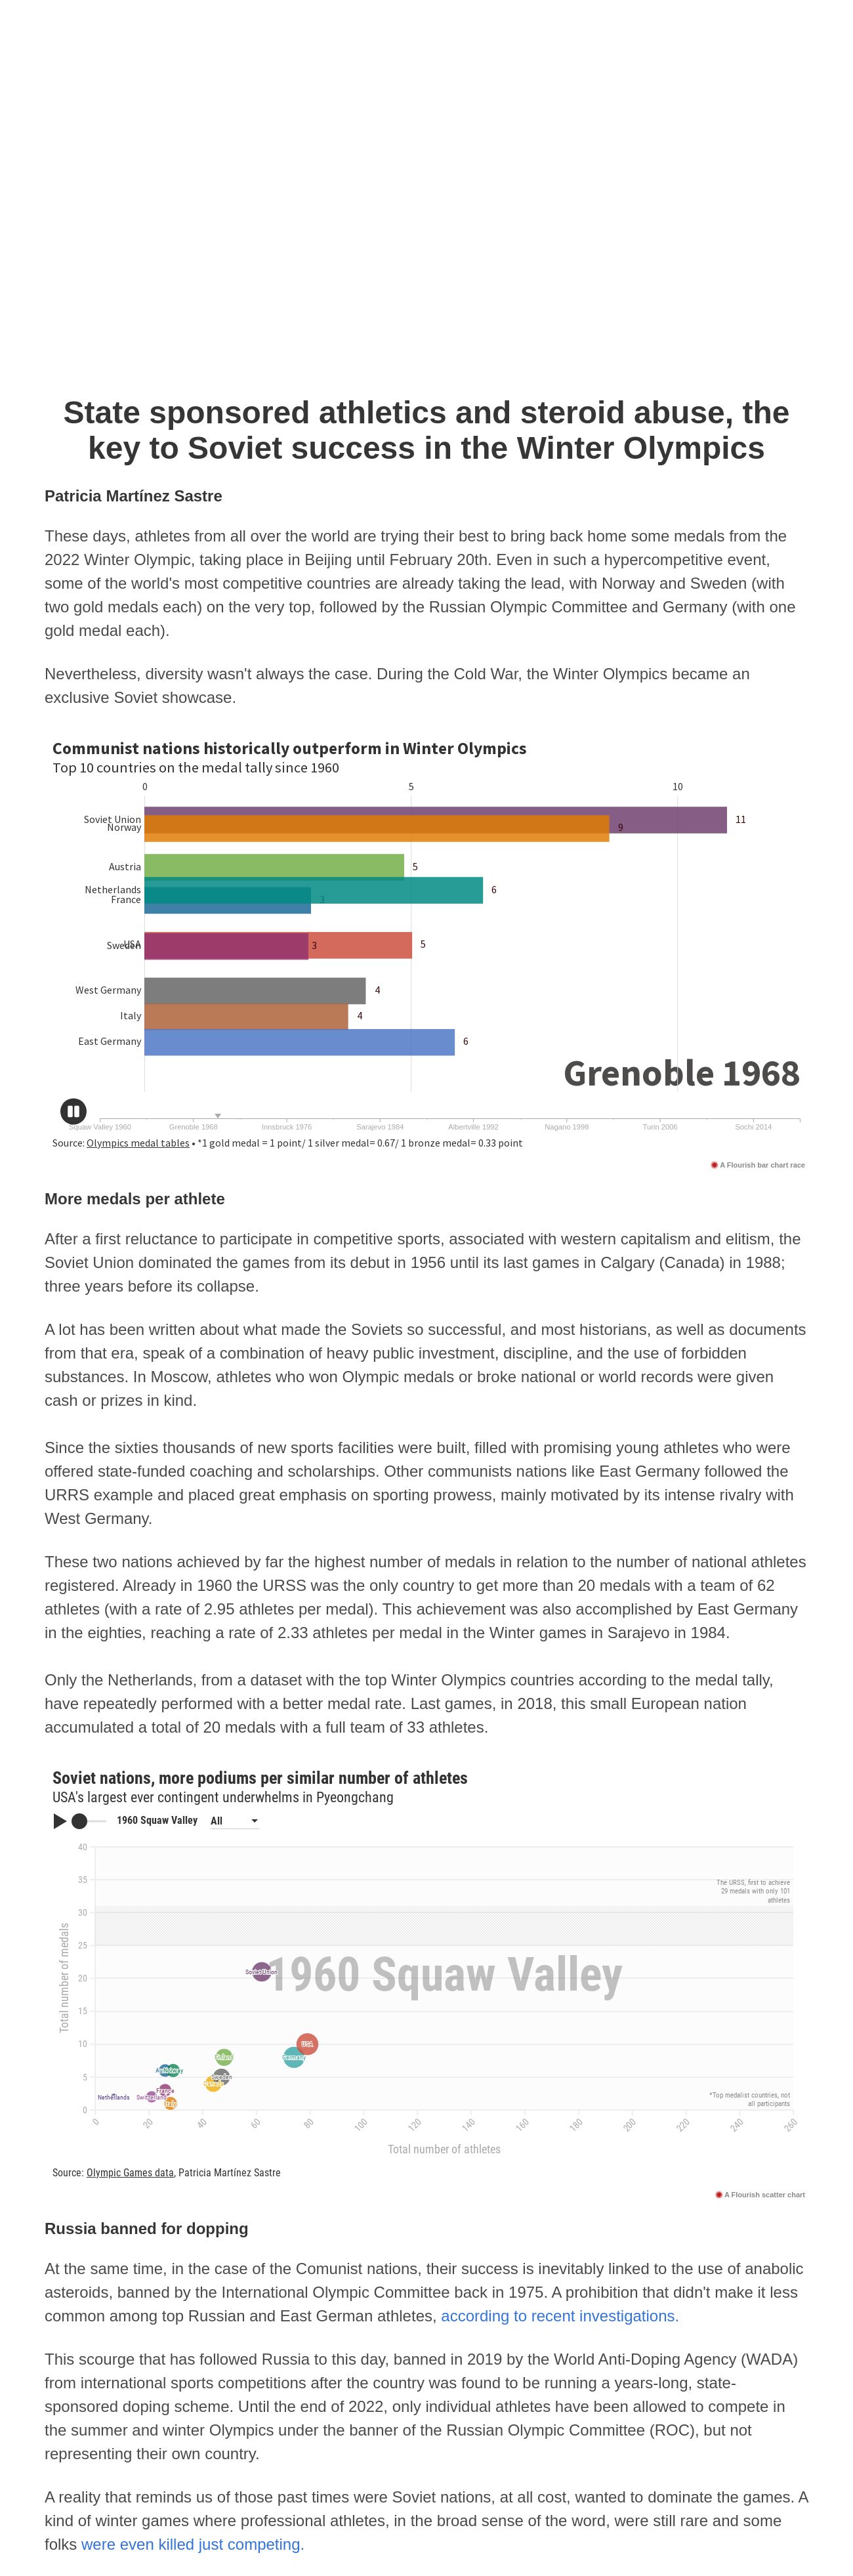 State sponsored athletics and steroid abuse, the
key to Soviet success in the Winter Olympics
Patricia Martínez Sastre
These days, athletes from all over the world are trying their best to bring back home some medals from the
2022 Winter Olympic, taking place in Beijing until February 20th. Even in such a hypercompetitive event,
some of the world's most competitive countries are already taking the lead, with Norway and Sweden (with
two gold medals each) on the very top, followed by the Russian Olympic Committee and Germany (with one
gold medal each).
Nevertheless, diversity wasn't always the case. During the Cold War, the Winter Olympics became an
exclusive Soviet showcase.
Communist nations historically outperform in Winter Olympics
Top 10 countries on the medal tally since 1960
0 5 10
Soviet Union 11
Norway 9
Austria 5
Netherlands 6
France 3
USA 5
Sweden 3
West Germany 4
Italy 4
East Germany 6
Grenoble 1968
Squaw Valley 1960 Grenoble 1968 Innsbruck 1976 Sarajevo 1984 Albertville 1992 Nagano 1998 Turin 2006 Sochi 2014
Source: Olympics medal tables • *1 gold medal = 1 point/ 1 silver medal= 0.67/ 1 bronze medal= 0.33 point
A Flourish bar chart race
More medals per athlete
After a first reluctance to participate in competitive sports, associated with western capitalism and elitism, the
Soviet Union dominated the games from its debut in 1956 until its last games in Calgary (Canada) in 1988;
three years before its collapse.
A lot has been written about what made the Soviets so successful, and most historians, as well as documents
from that era, speak of a combination of heavy public investment, discipline, and the use of forbidden
substances. In Moscow, athletes who won Olympic medals or broke national or world records were given
cash or prizes in kind.
Since the sixties thousands of new sports facilities were built, filled with promising young athletes who were
offered state-funded coaching and scholarships. Other communists nations like East Germany followed the
URRS example and placed great emphasis on sporting prowess, mainly motivated by its intense rivalry with
West Germany.
These two nations achieved by far the highest number of medals in relation to the number of national athletes
registered. Already in 1960 the URSS was the only country to get more than 20 medals with a team of 62
athletes (with a rate of 2.95 athletes per medal). This achievement was also accomplished by East Germany
in the eighties, reaching a rate of 2.33 athletes per medal in the Winter games in Sarajevo in 1984.
Only the Netherlands, from a dataset with the top Winter Olympics countries according to the medal tally,
have repeatedly performed with a better medal rate. Last games, in 2018, this small European nation
accumulated a total of 20 medals with a full team of 33 athletes.
Soviet nations, more podiums per similar number of athletes
USA's largest ever contingent underwhelms in Pyeongchang
1960 Squaw Valley All
40
35
The URSS, first to achieve
29 medals with only 101
athletes
30
25
1960 Squaw Valley
Soviet Union
20
Total number of medals
15
10
USA
Germany
Finland
Norway
Sweden
5
France
Netherlands
Switzerland
Italy
*Top medalist countries, not
all participants
0
0 20 40 60 80 100 120 140 160 180 200 220 240 260
Total number of athletes
Source: Olympic Games data, Patricia Martínez Sastre
A Flourish scatter chart
Russia banned for dopping
At the same time, in the case of the Comunist nations, their success is inevitably linked to the use of anabolic
asteroids, banned by the International Olympic Committee back in 1975. A prohibition that didn't make it less
common among top Russian and East German athletes, according to recent investigations.
This scourge that has followed Russia to this day, banned in 2019 by the World Anti-Doping Agency (WADA)
from international sports competitions after the country was found to be running a years-long, state-
sponsored doping scheme. Until the end of 2022, only individual athletes have been allowed to compete in
the summer and winter Olympics under the banner of the Russian Olympic Committee (ROC), but not
representing their own country.
A reality that reminds us of those past times were Soviet nations, at all cost, wanted to dominate the games. A
kind of winter games where professional athletes, in the broad sense of the word, were still rare and some
folks were even killed just competing.